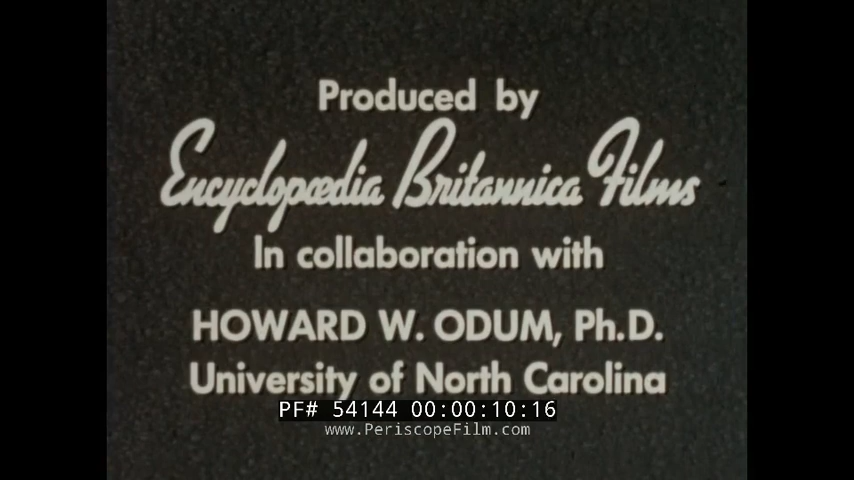 Produced by
Encyclopædia Britannica Films
In collaboration with
HOWARD W. ODUM, Ph.D.
University of North Carolina
PF# 54144 00:00:10:16
www.PeriscopeFilm.com